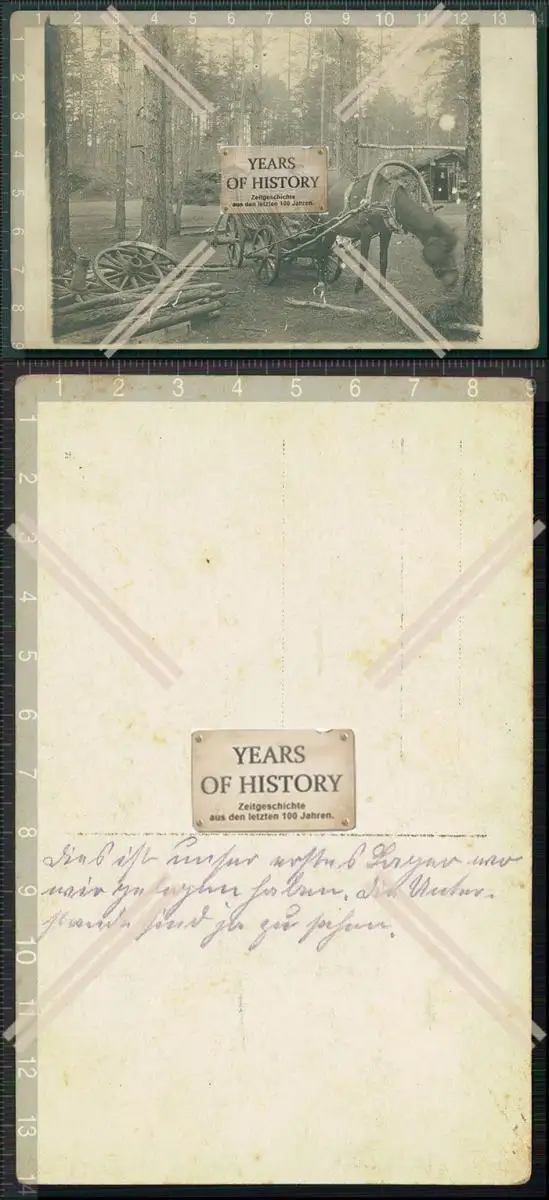 YEARS
OF HISTORY
Zeitgeschichte
aus den letzten 100 Jahren.
YEARS
OF HISTORY
Zeitgeschichte
aus den letzten 100 Jahren.
Dies ist unser erstes Lager wo
wir gelegen haben. Die Unter-
stände sind ja zu sehen.